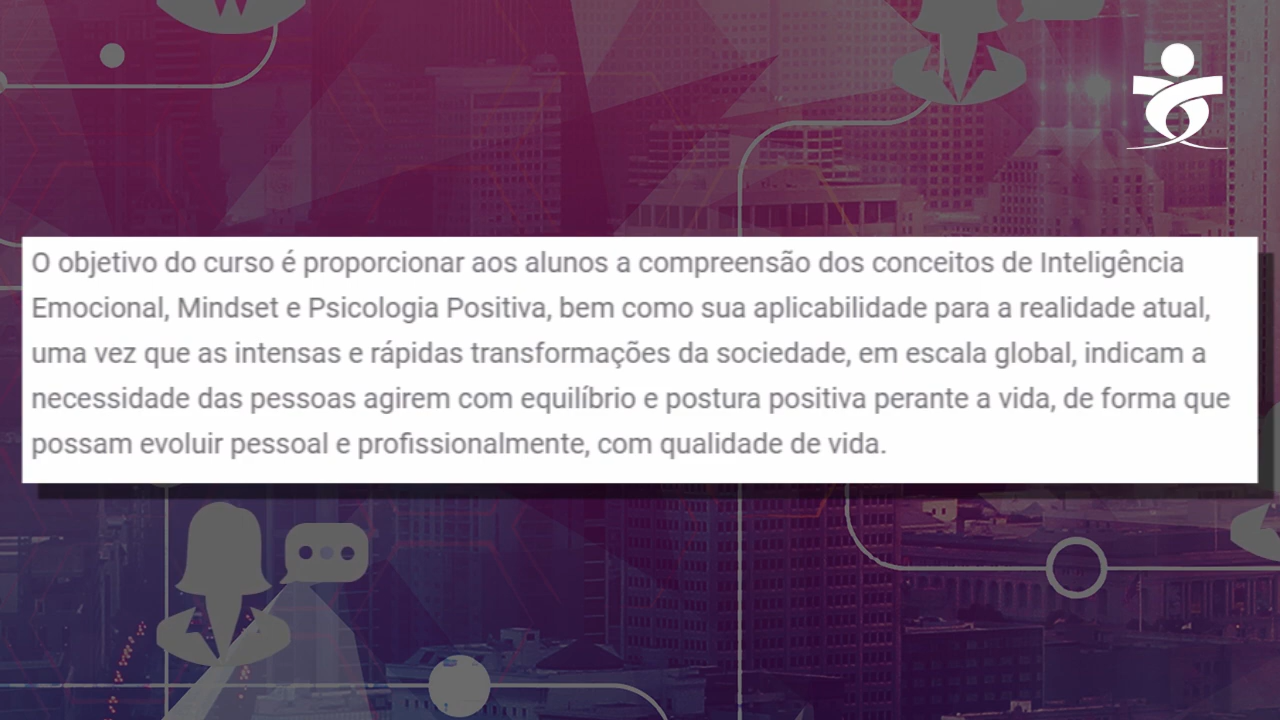 O objetivo do curso é proporcionar aos alunos a compreensão dos conceitos de Inteligência
Emocional, Mindset e Psicologia Positiva, bem como sua aplicabilidade para a realidade atual,
uma vez que as intensas e rápidas transformações da sociedade, em escala global, indicam a
necessidade das pessoas agirem com equilíbrio e postura positiva perante a vida, de forma que
possam evoluir pessoal e profissionalmente, com qualidade de vida.